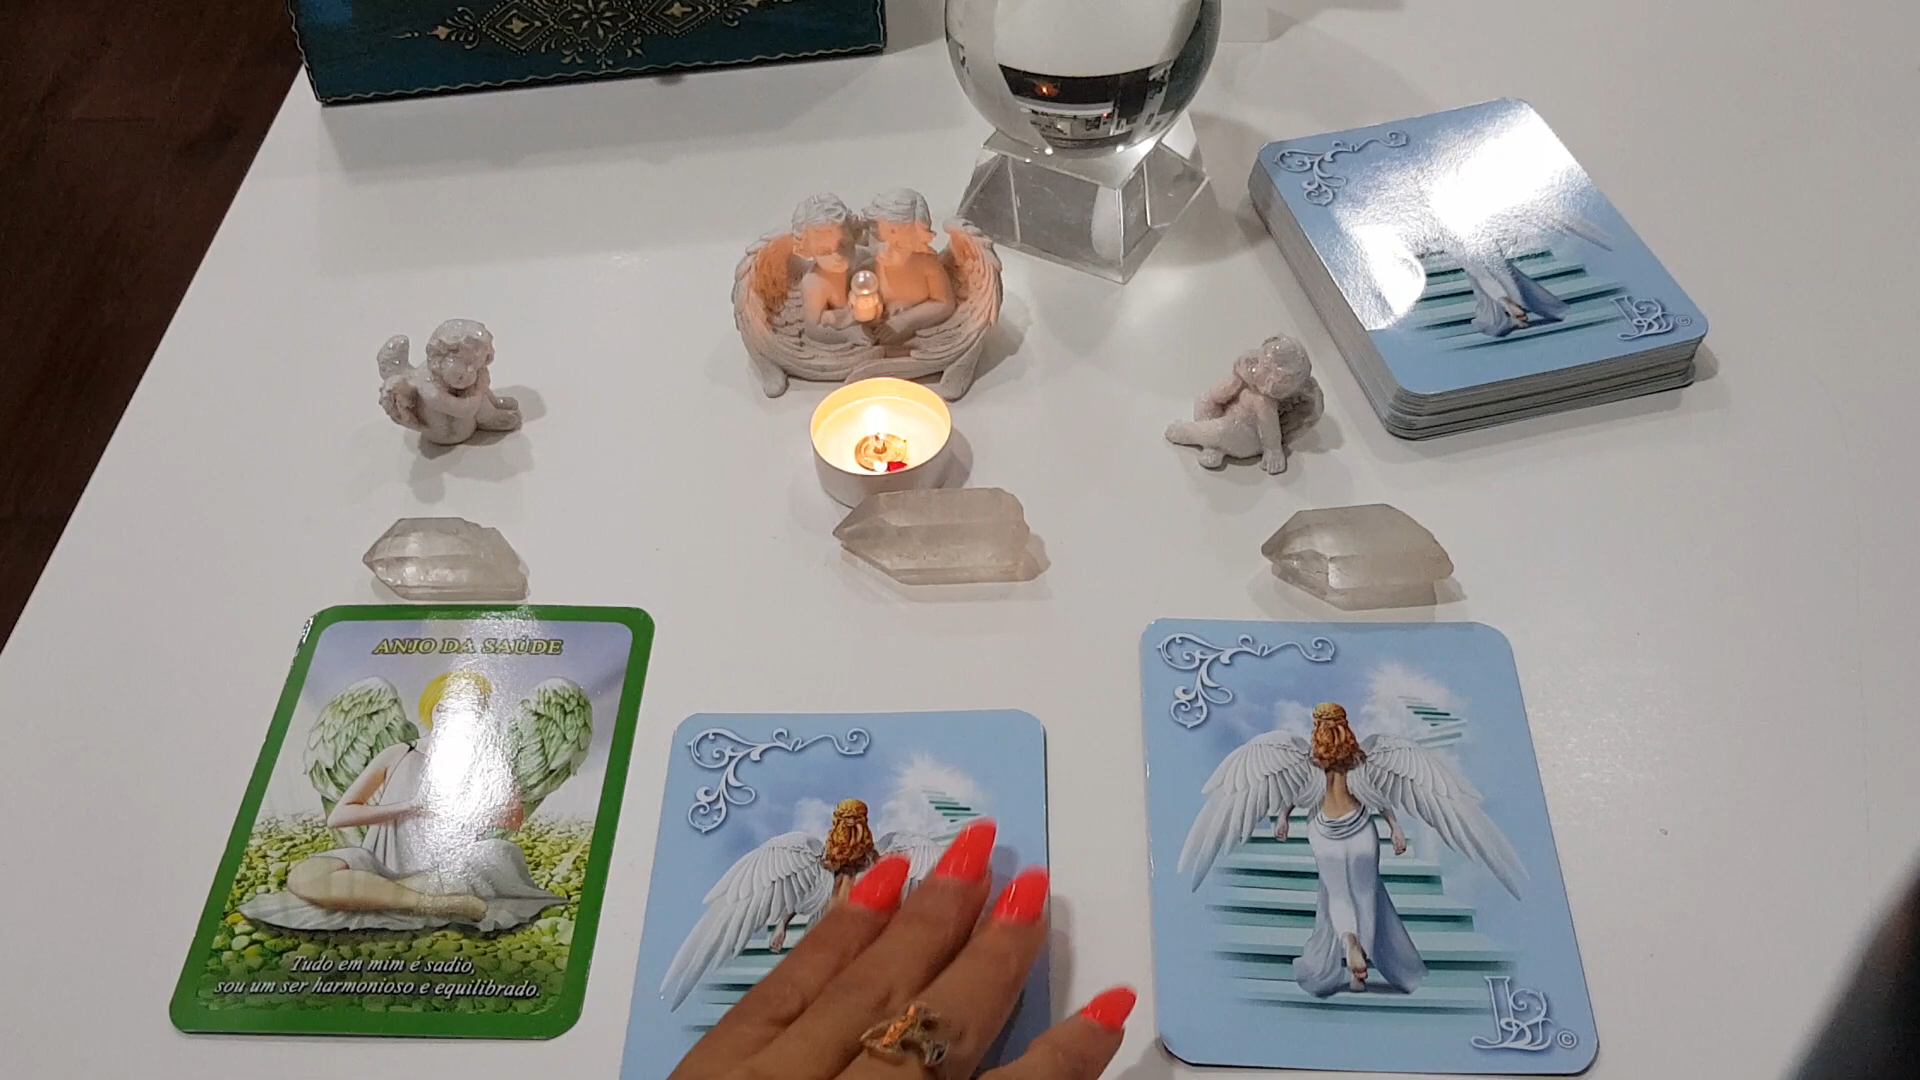 ANJO DA SAÚDE
Tudo em mim é sadio,
sou um ser harmonioso e equilibrado.
©
©